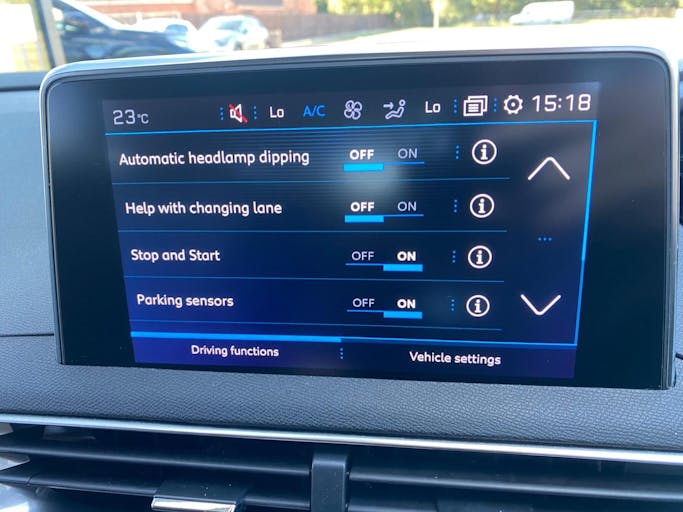 23°C Lo A/C Lo 15:18
Automatic headlamp dipping OFF ON i
Help with changing lane OFF ON i
Stop and Start OFF ON i
Parking sensors OFF ON i
Driving functions Vehicle settings